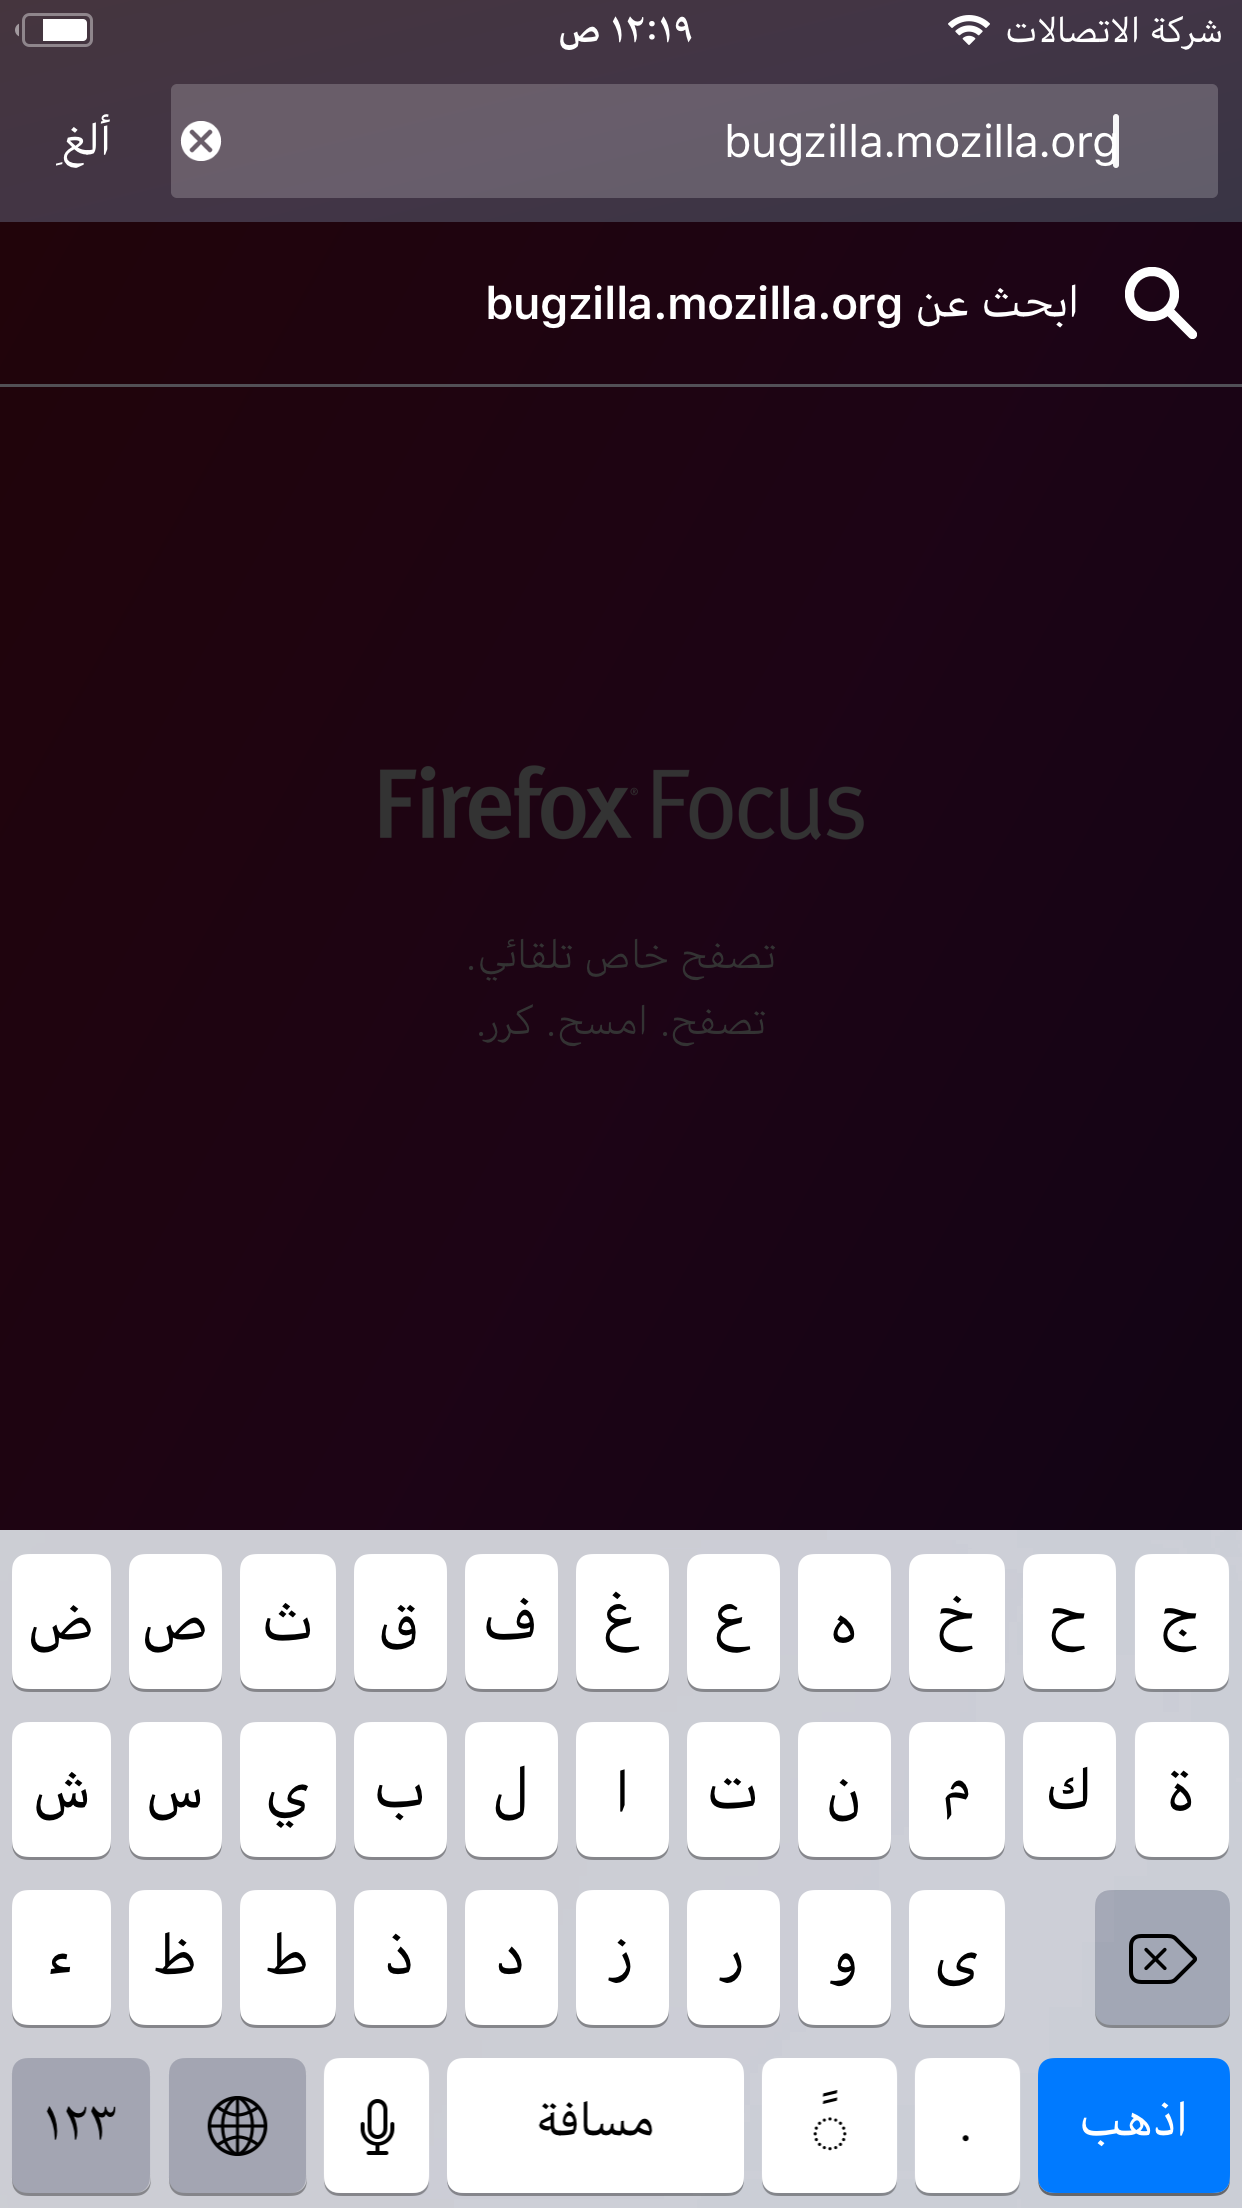 شركة الاتصالات ١٢:١٩ ص
bugzilla.mozilla.org ألغِ
ابحث عن bugzilla.mozilla.org
Firefox® Focus
تصفح خاص تلقائي.
تصفح. امسح. كرر.
ض ص ث ق ف غ ع ه خ ح ج
ش س ي ب ل ا ت ن م ك ة
ء ظ ط ذ د ز ر و ى
١٢٣ مسافة ً . اذهب